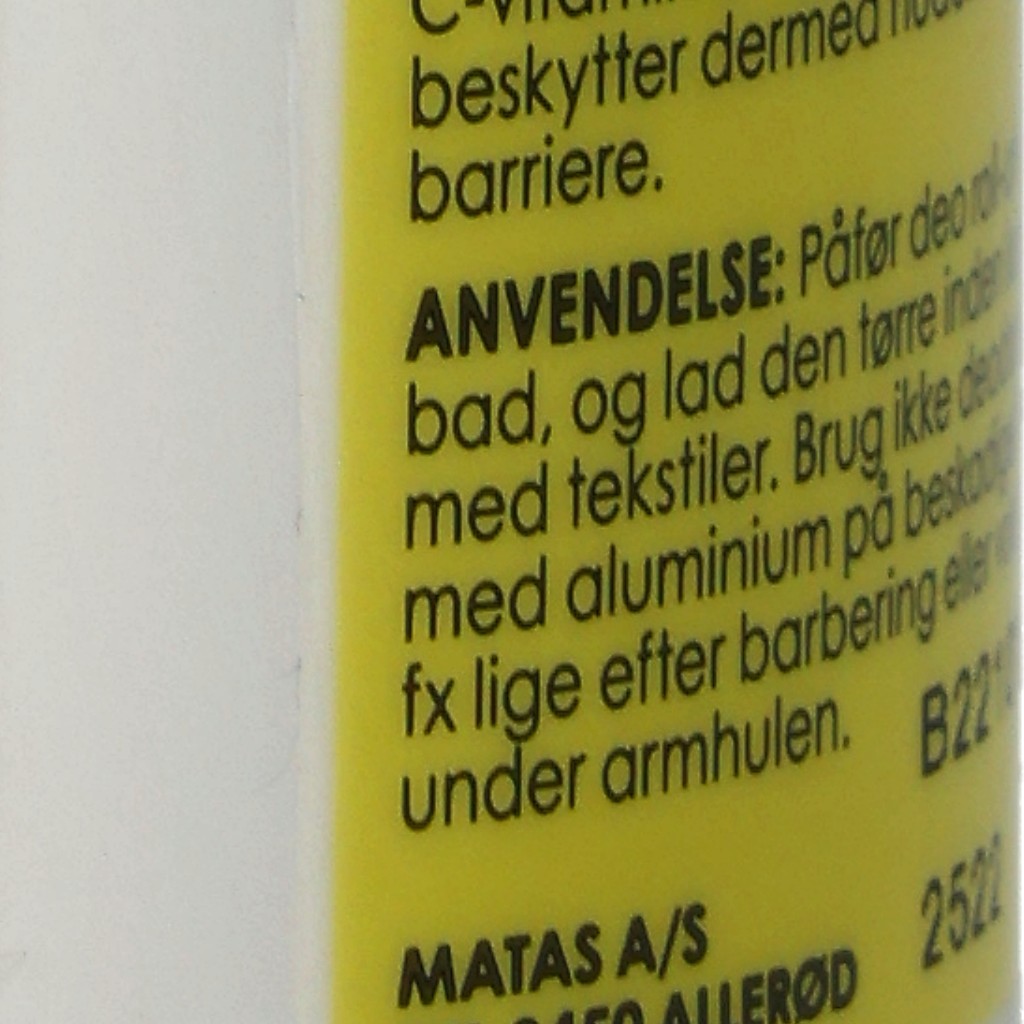 beskytter dermed
barriere.
ANVENDELSE: Påfør deo
bad, og lad den tørre inden
med tekstiler. Brug ikke
med aluminium på
fx lige efter barbering eller
under armhulen.
B22
2522
MATAS A/S
ALLERØD